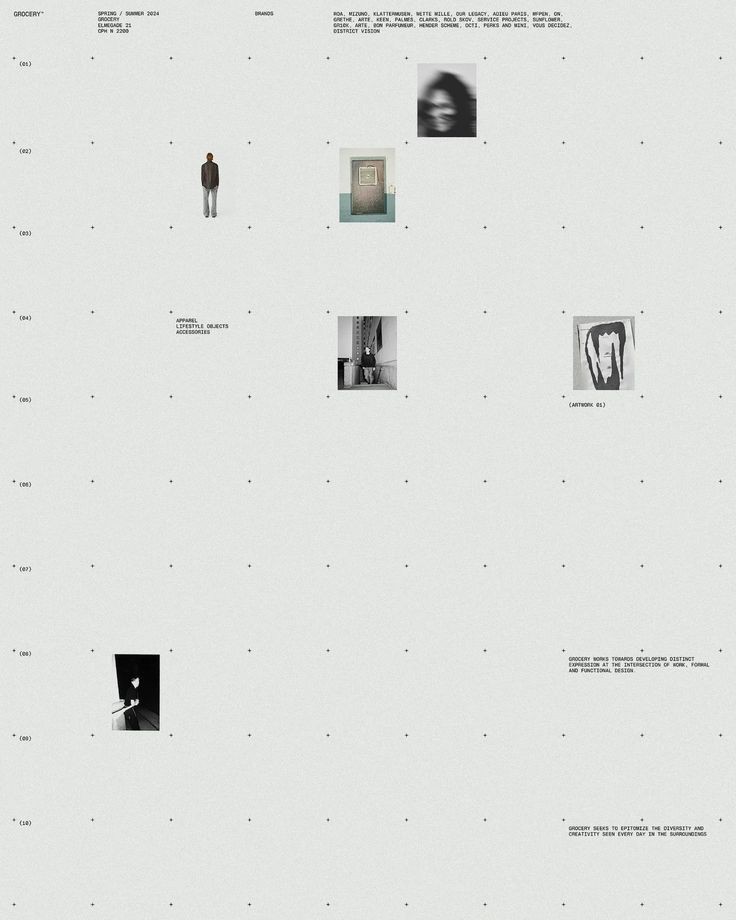 GROCERY™
SPRING / SUMMER 2024
GROCERY
ELMEGADE 21
CPH N 2200
BRANDS
ROA, MIZUNO, KLATTERMUSEN, METTE MILLE, OUR LEGACY, ADIEU PARIS, MFPEN, ON,
GRETHE, ARTE, KEEN, PALMES, CLARKS, ROLD SKOV, SERVICE PROJECTS, SUNFLOWER,
ARTE, BON PARFUMEUR, HENDER SCHEME, OCTI, PERKS AND MINI, VOUS DECIDEZ,
DISTRICT VISION
(01)
(02)
(03)
(04)
APPAREL
LIFESTYLE OBJECTS
ACCESSORIES
(05)
(ARTWORK 01)
(06)
(07)
(08)
GROCERY WORKS TOWARDS DEVELOPING DISTINCT
EXPRESSION AT THE INTERSECTION OF WORK, FORMAL
AND FUNCTIONAL DESIGN.
(09)
(10)
GROCERY SEEKS TO EPITOMIZE THE DIVERSITY AND
CREATIVITY SEEN EVERY DAY IN THE SURROUNDINGS